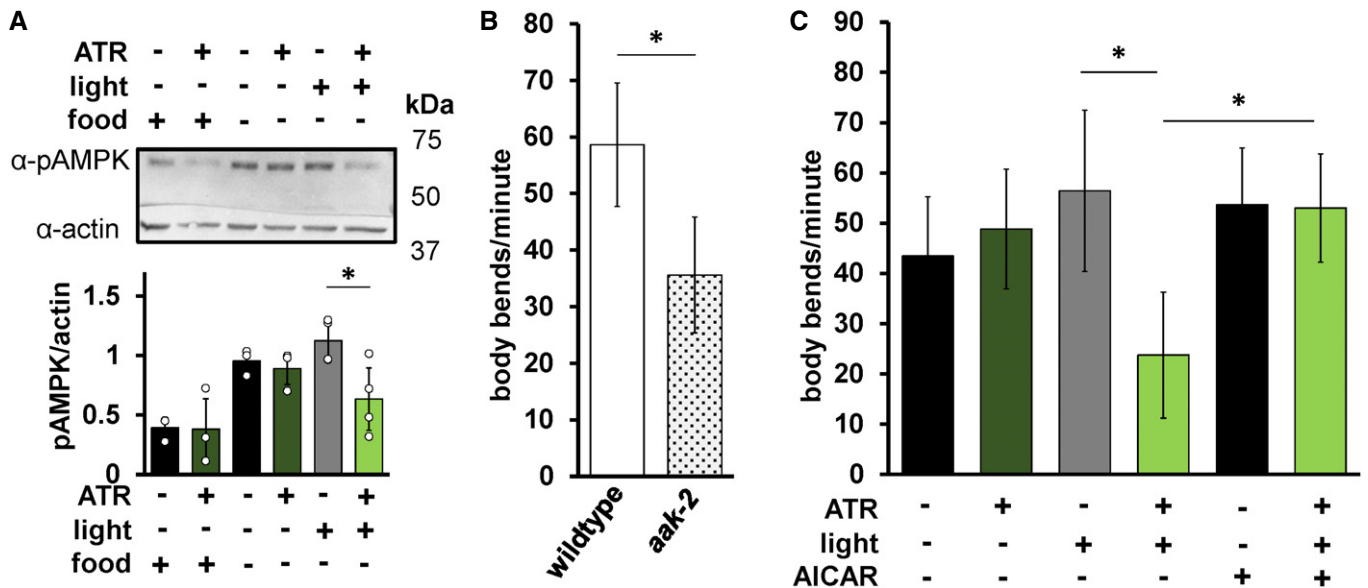 A
ATR - + - + - +
light - - - - + +
food + + - - - -
kDa
α-pAMPK
α-actin
75
50
37
pAMPK/actin
1.5
1
0.5
0
*
ATR - + - + - +
light - - - - + +
food + + - - - -
B
body bends/minute
80
70
60
50
40
30
20
10
0
*
wildtype
aak-2
C
body bends/minute
90
80
70
60
50
40
30
20
10
0
*
*
ATR - + - + - +
light - - + + - +
AICAR - - - - + +